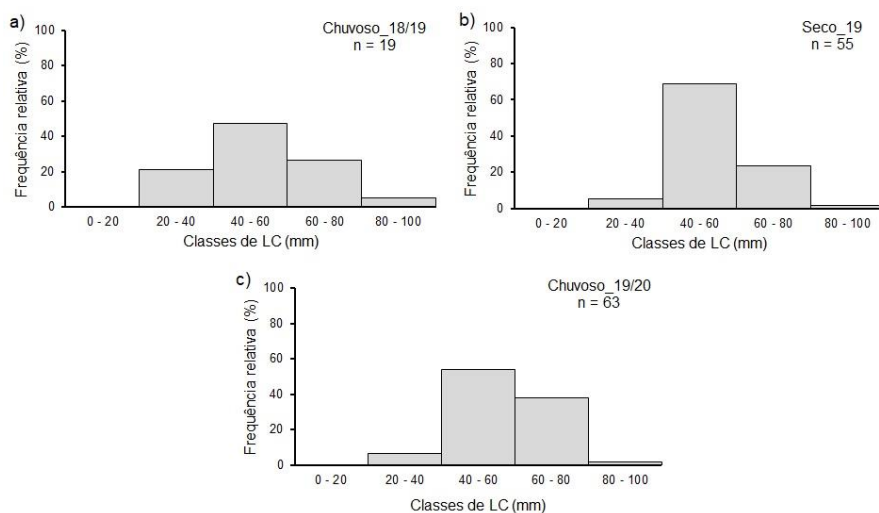 a)
Chuvoso_18/19
n = 19
Frequência relativa (%)
100
80
60
40
20
0
0 - 20 20 - 40 40 - 60 60 - 80 80 - 100
Classes de LC (mm)
b)
Seco_19
n = 55
Frequência relativa (%)
100
80
60
40
20
0
0 - 20 20 - 40 40 - 60 60 - 80 80 - 100
Classes de LC (mm)
c)
Chuvoso_19/20
n = 63
Frequência relativa (%)
100
80
60
40
20
0
0 - 20 20 - 40 40 - 60 60 - 80 80 - 100
Classes de LC (mm)